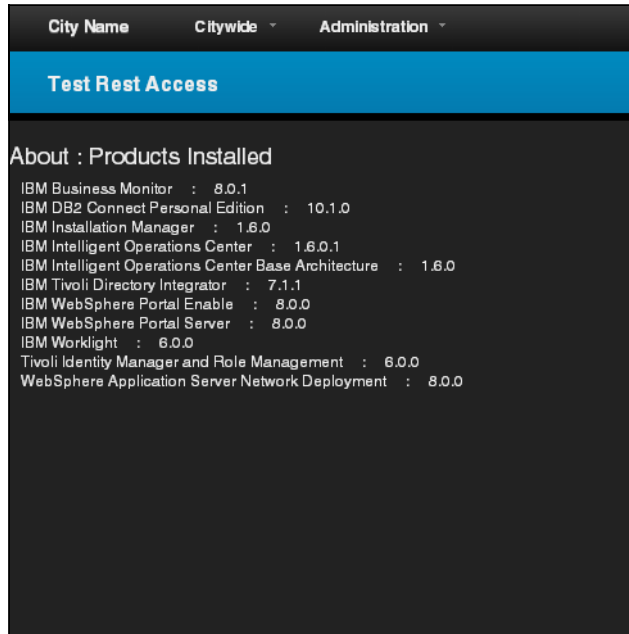 City Name Citywide Administration
Test Rest Access
About : Products Installed
IBM Business Monitor : 8.0.1
IBM DB2 Connect Personal Edition : 10.1.0
IBM Installation Manager : 1.6.0
IBM Intelligent Operations Center : 1.6.0.1
IBM Intelligent Operations Center Base Architecture : 1.6.0
IBM Tivoli Directory Integrator : 7.1.1
IBM WebSphere Portal Enable : 8.0.0
IBM WebSphere Portal Server : 8.0.0
IBM Worklight : 6.0.0
Tivoli Identity Manager and Role Management : 6.0.0
WebSphere Application Server Network Deployment : 8.0.0